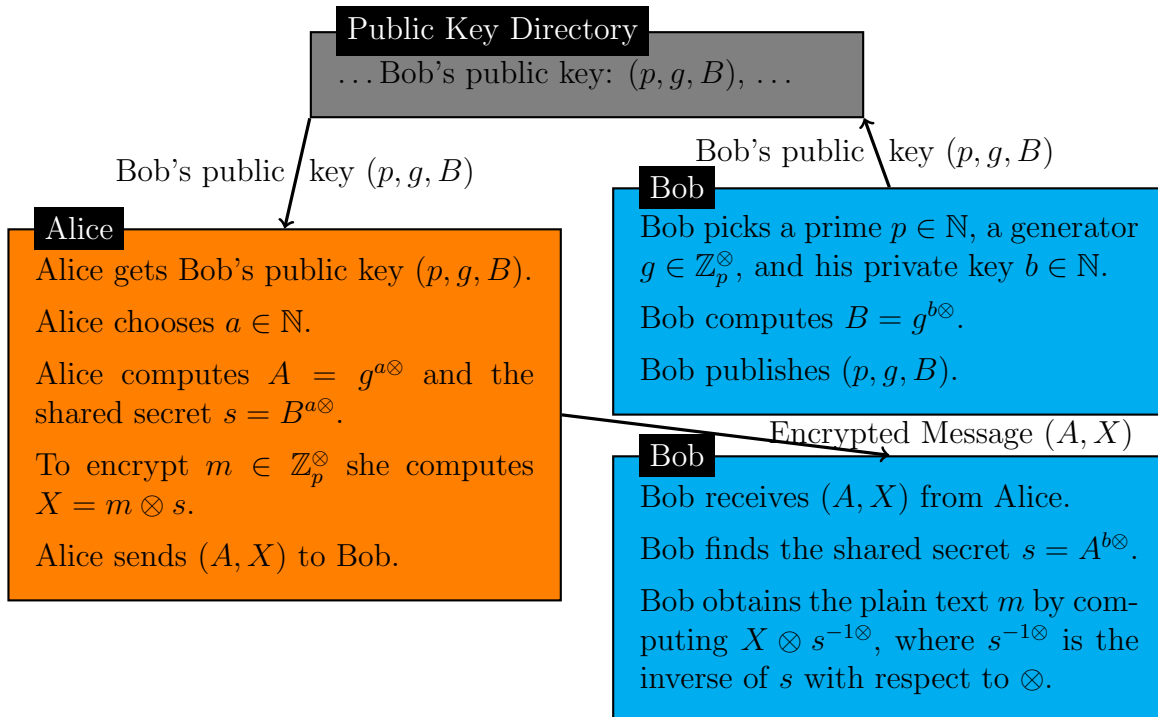 Public Key Directory
… Bob's public key: (p, g, B), …
Bob's public key (p, g, B)
Bob's public key (p, g, B)
Alice
Alice gets Bob's public key (p, g, B).
Alice chooses a ∈ ℕ.
Alice computes A = g^{a⊗} and the
shared secret s = B^{a⊗}.
To encrypt m ∈ ℤ_p^⊗ she computes
X = m ⊗ s.
Alice sends (A, X) to Bob.
Bob
Bob picks a prime p ∈ ℕ, a generator
g ∈ ℤ_p^⊗, and his private key b ∈ ℕ.
Bob computes B = g^{b⊗}.
Bob publishes (p, g, B).
Encrypted Message (A, X)
Bob
Bob receives (A, X) from Alice.
Bob finds the shared secret s = A^{b⊗}.
Bob obtains the plain text m by com-
puting X ⊗ s^{-1⊗}, where s^{-1⊗} is the
inverse of s with respect to ⊗.